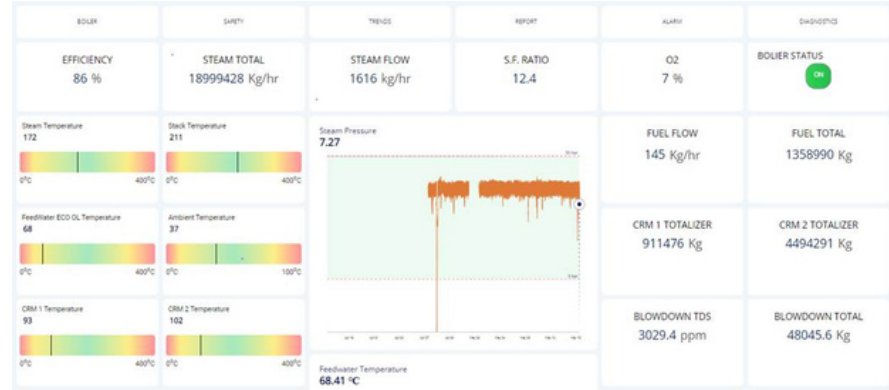 BOILER SAFETY TRENDS REPORT ALARM DIAGNOSTICS
EFFICIENCY
86 %
STEAM TOTAL
18999428 Kg/hr
STEAM FLOW
1616 kg/hr
S.F. RATIO
12.4
O2
7 %
BOLIER STATUS
ON
Steam Temperature
172
0°C 400°C
Stack Temperature
211
0°C 400°C
Steam Pressure
7.27
FUEL FLOW
145 Kg/hr
FUEL TOTAL
1358990 Kg
FeedWater ECO OL Temperature
68
0°C 400°C
Ambient Temperature
37
0°C 100°C
CRM 1 TOTALIZER
911476 Kg
CRM 2 TOTALIZER
4494291 Kg
CRM 1 Temperature
93
0°C 400°C
CRM 2 Temperature
102
0°C 400°C
BLOWDOWN TDS
3029.4 ppm
BLOWDOWN TOTAL
48045.6 Kg
Feedwater Temperature
68.41 °C